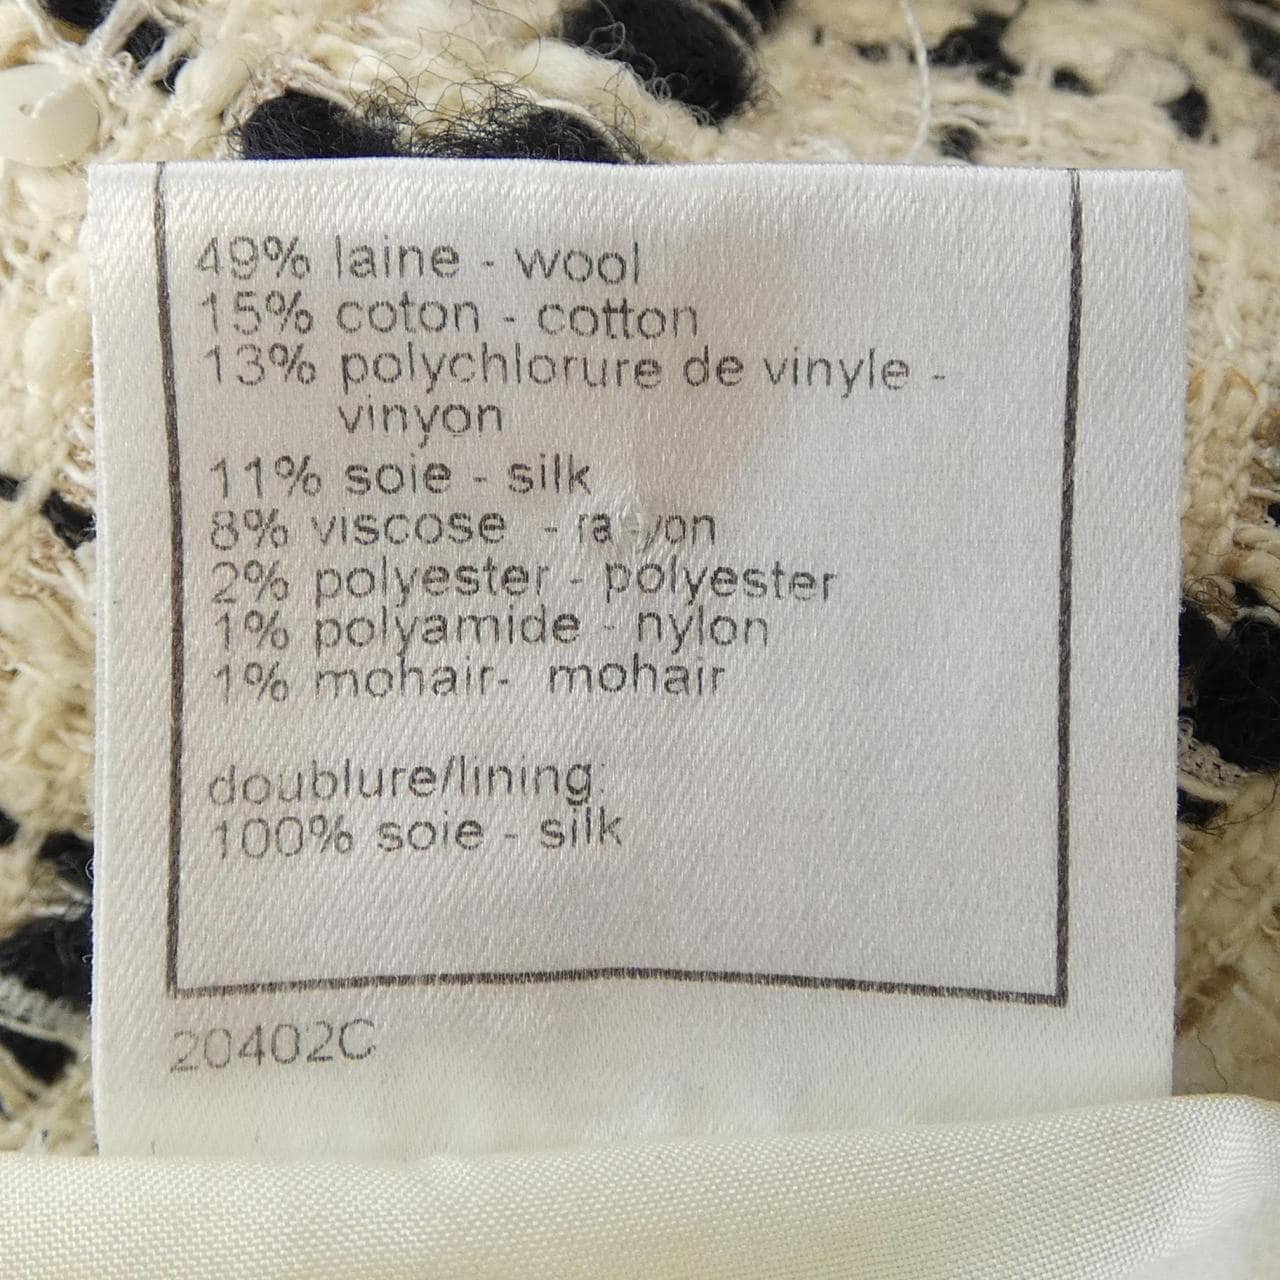 49% laine - wool
15% coton - cotton
13% polychlorure de vinyle -
vinyon
11% soie - silk
8% viscose - rayon
2% polyester - polyester
1% polyamide - nylon
1% mohair- mohair
doublure/lining:
100% soie - silk
20402C